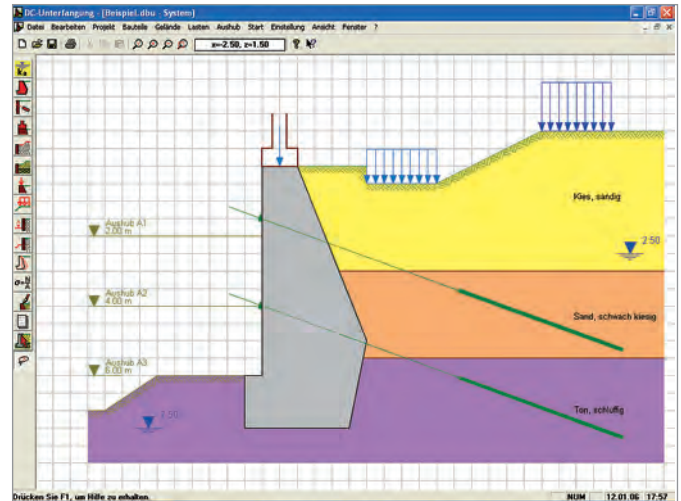 DC-Unterfangung - [Beispiel.dbu - System]
Datei Bearbeiten Projekt Bauteile Gelände Lasten Aushub Start Einstellung Ansicht Fenster ?
x=-2.50, z=1.50
Kies, sandig
Aushub A1
2.00 m
2.50
Aushub A2
4.00 m
Sand, schwach kiesig
Aushub A3
6.00 m
Ton, schluffig
Drücken Sie F1, um Hilfe zu erhalten.
NUM 12.01.06 17:57